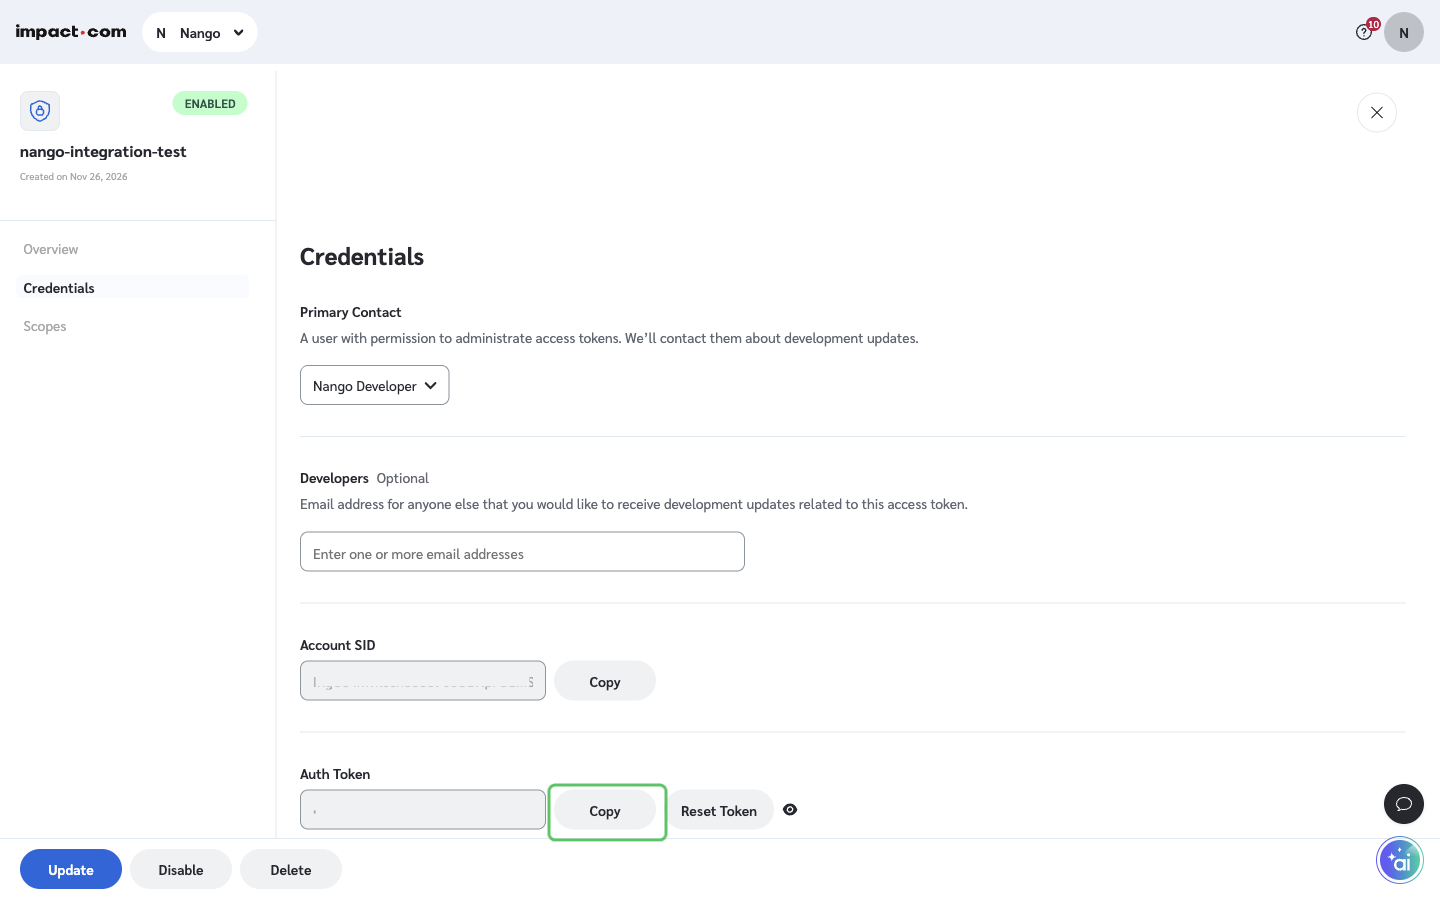 impact.com
N Nango
10
N
ENABLED
nango-integration-test
Created on Nov 26, 2026
Overview
Credentials
Scopes
Credentials
Primary Contact
A user with permission to administrate access tokens. We’ll contact them about development updates.
Nango Developer
Developers Optional
Email address for anyone else that you would like to receive development updates related to this access token.
Enter one or more email addresses
Account SID
Copy
Auth Token
Copy
Reset Token
Update
Disable
Delete
ai